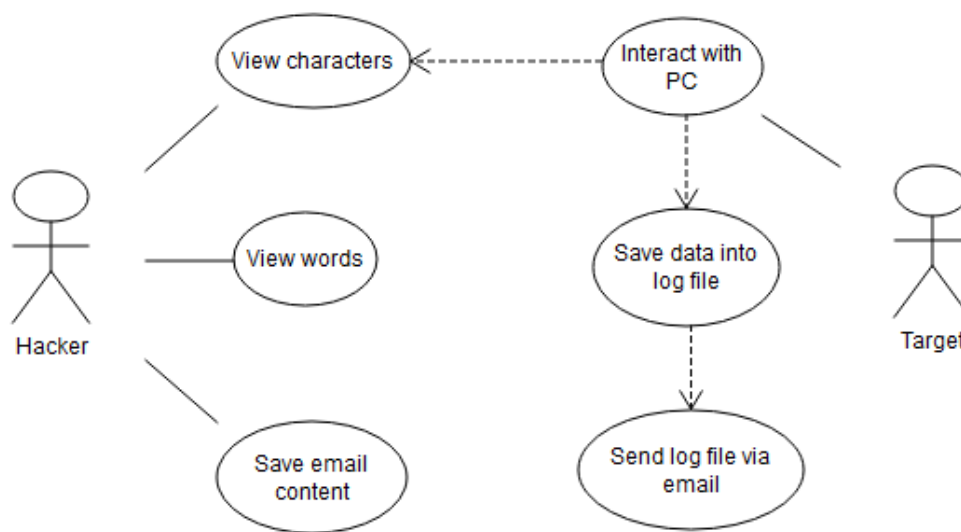 View characters
Interact with
PC
View words
Save data into
log file
Hacker
Target
Save email
content
Send log file via
email